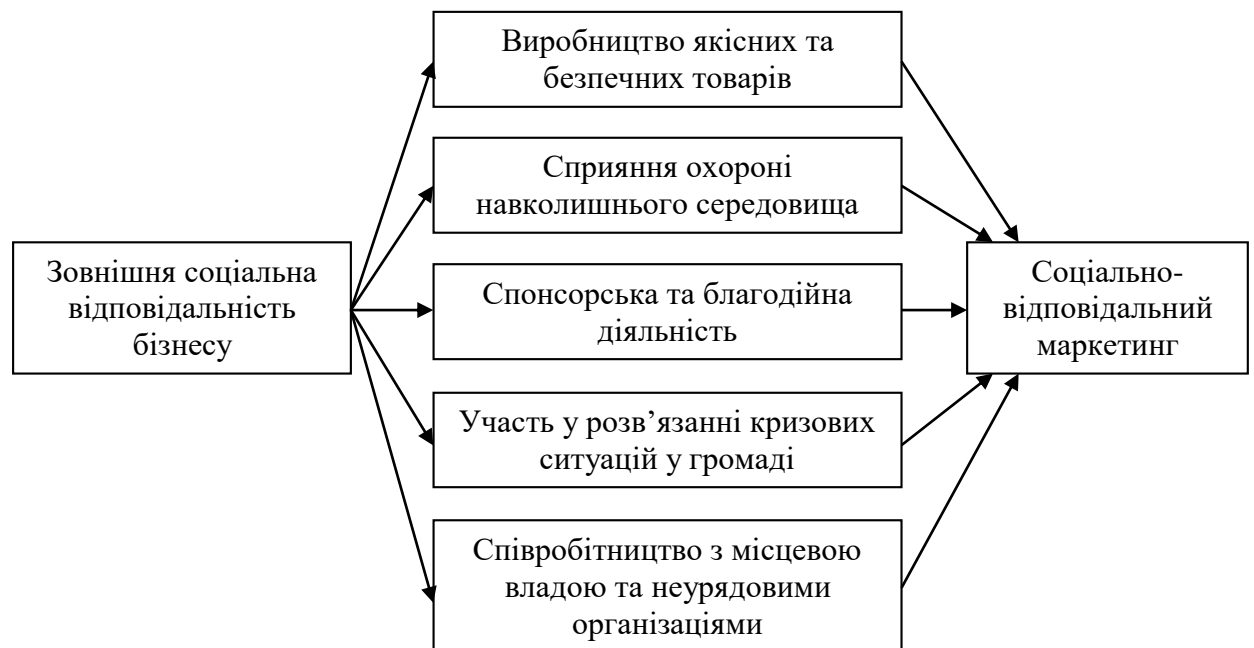 Виробництво якісних та
безпечних товарів
Сприяння охороні
навколишнього середовища
Зовнішня соціальна
відповідальність
бізнесу
Спонсорська та благодійна
діяльність
Соціально-
відповідальний
маркетинг
Участь у розв’язанні кризових
ситуацій у громаді
Співробітництво з місцевою
владою та неурядовими
організаціями